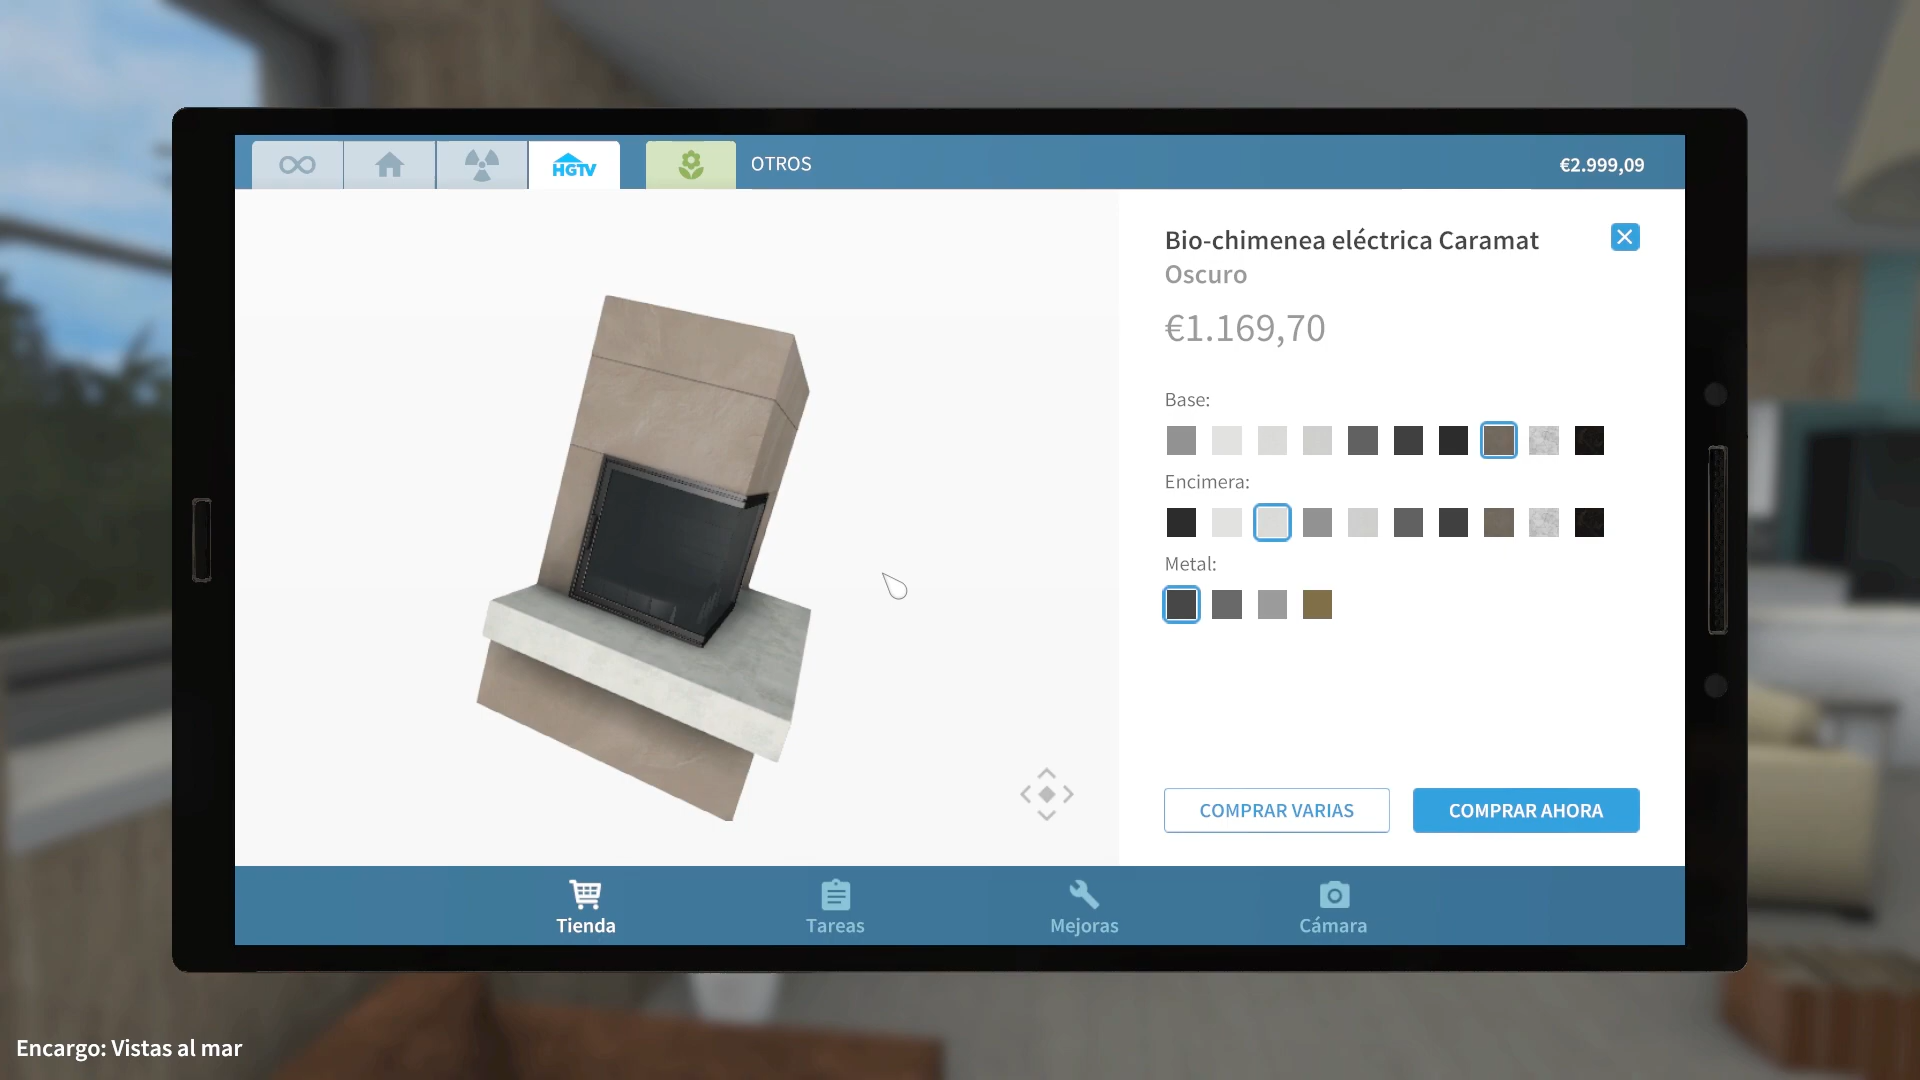 HGTV
OTROS
€2.999,09
Bio-chimenea eléctrica Caramat
Oscuro
€1.169,70
Base:
Encimera:
Metal:
COMPRAR VARIAS
COMPRAR AHORA
Tienda
Tareas
Mejoras
Cámara
Encargo: Vistas al mar